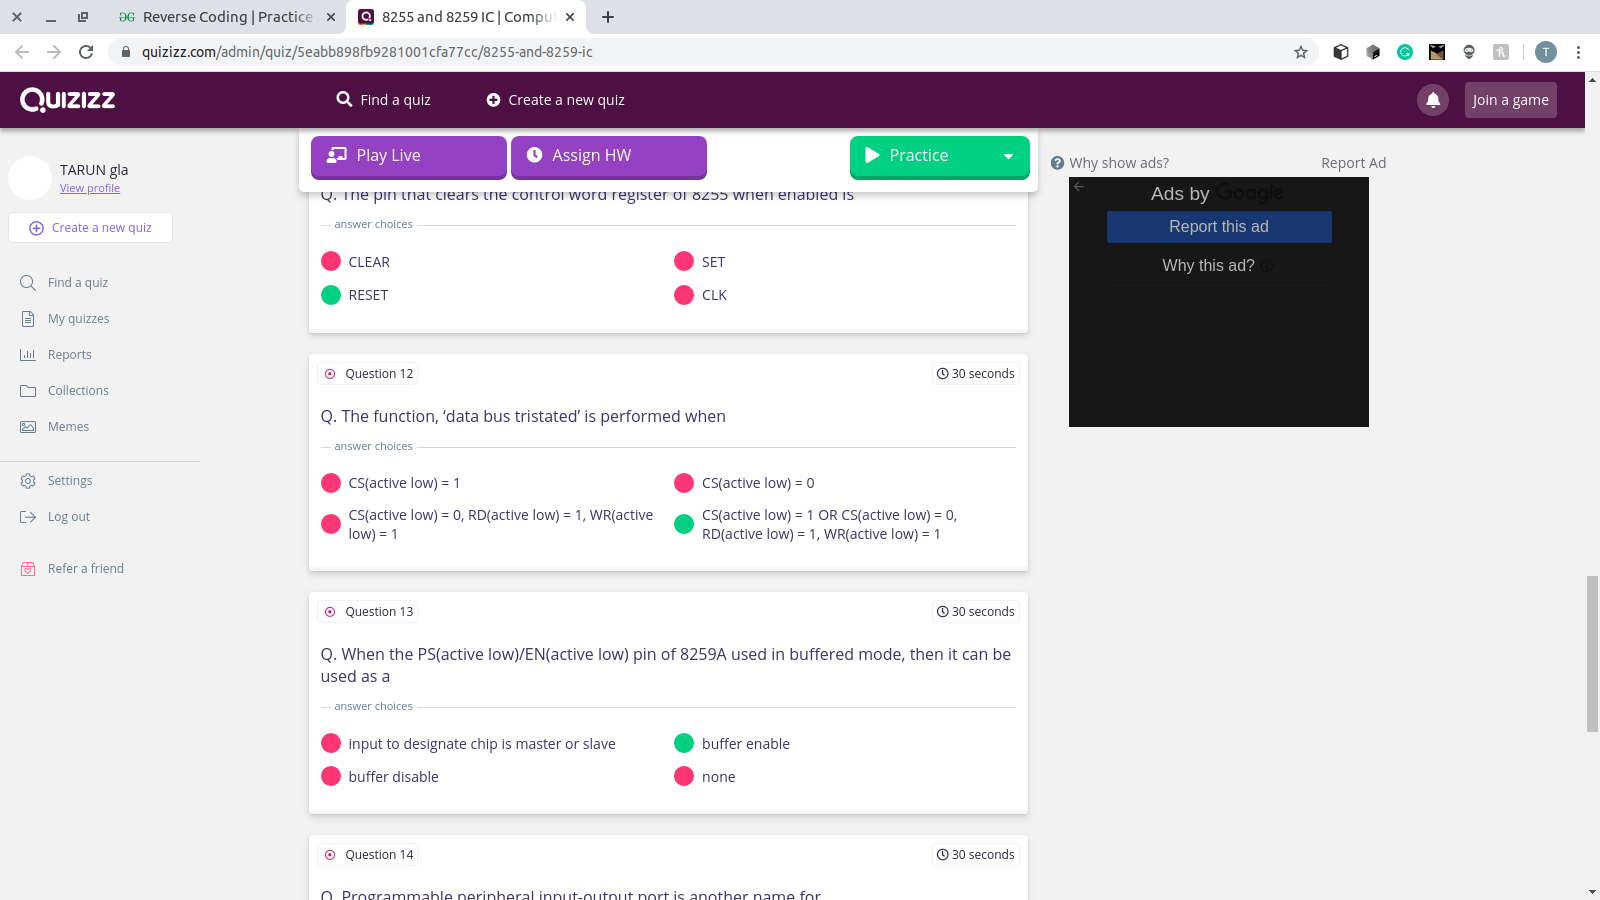 Reverse Coding | Practice
8255 and 8259 IC | Compu
quizizz.com/admin/quiz/5eabb898fb9281001cfa77cc/8255-and-8259-ic
T
Quizizz
Find a quiz
Create a new quiz
Join a game
TARUN gla
View profile
Create a new quiz
Find a quiz
My quizzes
Reports
Collections
Memes
Settings
Log out
Refer a friend
Play Live
Assign HW
Practice
Q. The pin that clears the control word register of 8255 when enabled is
answer choices
CLEAR
SET
RESET
CLK
Question 12
30 seconds
Q. The function, ‘data bus tristated’ is performed when
answer choices
CS(active low) = 1
CS(active low) = 0
CS(active low) = 0, RD(active low) = 1, WR(active
low) = 1
CS(active low) = 1 OR CS(active low) = 0,
RD(active low) = 1, WR(active low) = 1
Question 13
30 seconds
Q. When the PS(active low)/EN(active low) pin of 8259A used in buffered mode, then it can be
used as a
answer choices
input to designate chip is master or slave
buffer enable
buffer disable
none
Question 14
30 seconds
Q. Programmable peripheral input-output port is another name for
Why show ads?
Report Ad
Ads by Google
Report this ad
Why this ad?